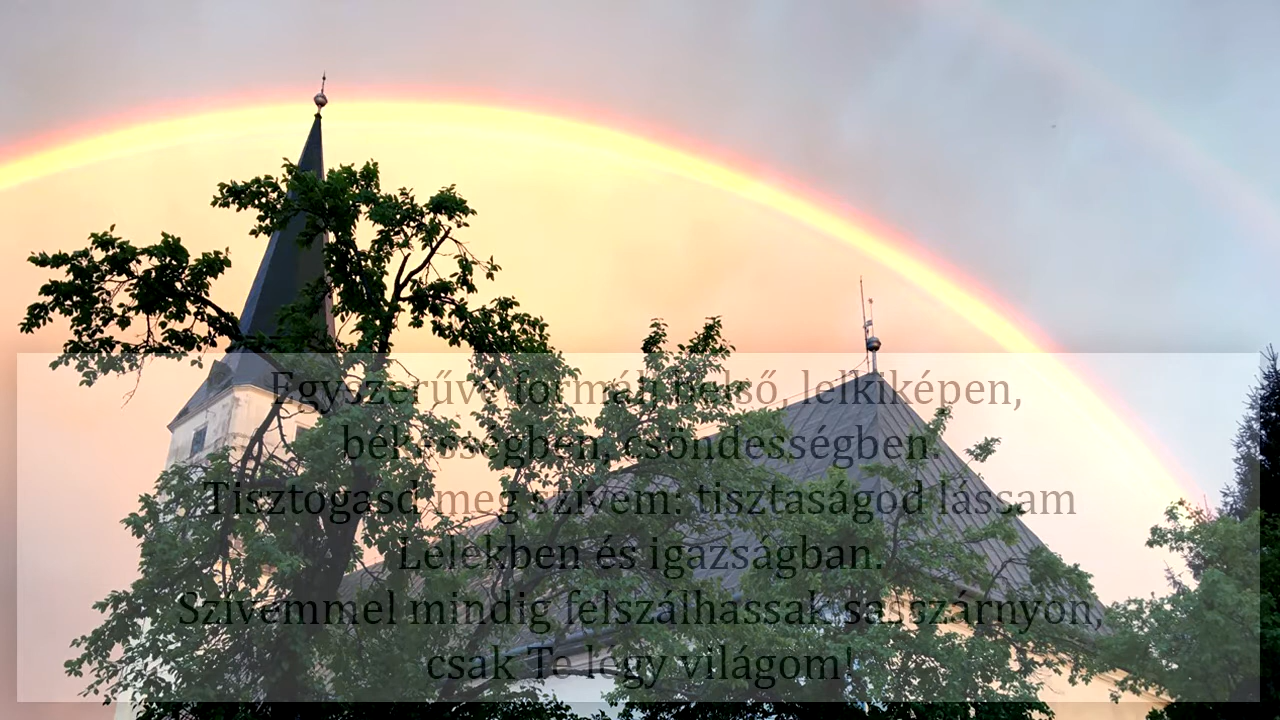 Egyszerűvé formálj belső, lelkiképen,
békességben, csöndességben
Tisztogasd meg szívem: tisztaságod lássam
Lélekben és igazságban.
Szívemmel mindig felszálhassak sasszárnyon,
csak Te légy világom!